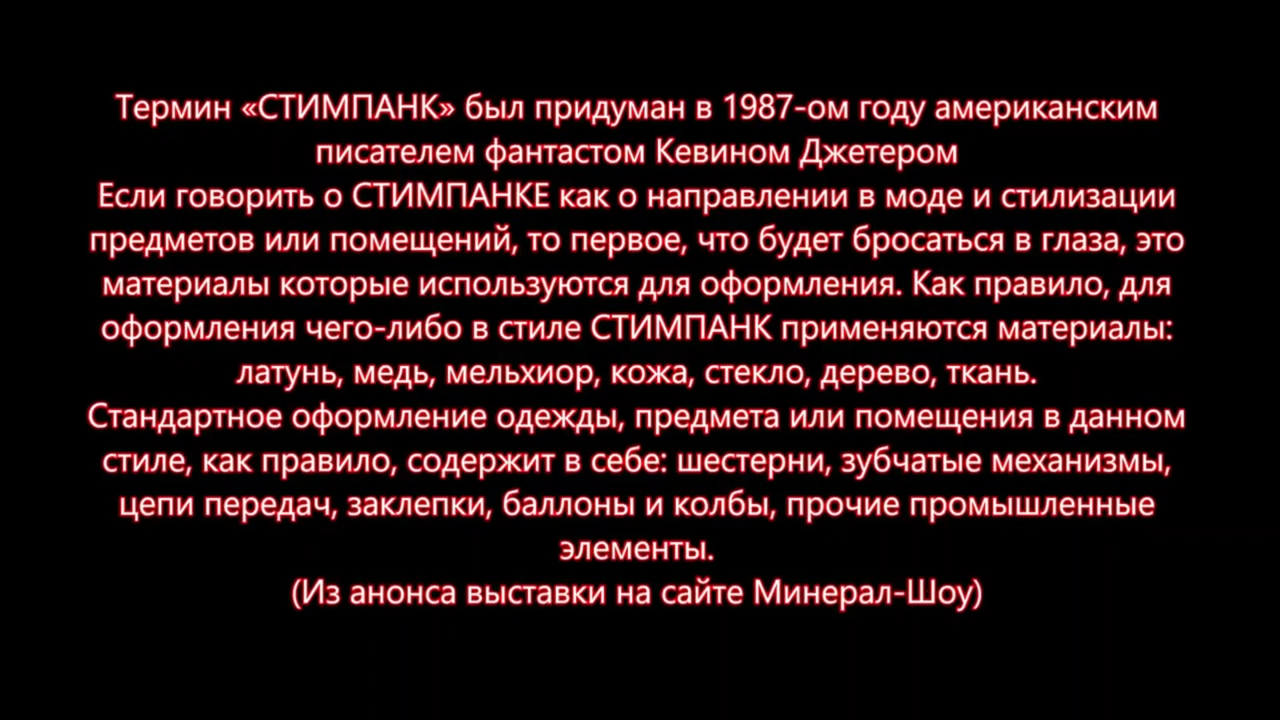 Термин «СТИМПАНК» был придуман в 1987-ом году американским
писателем фантастом Кевином Джетером
Если говорить о СТИМПАНКЕ как о направлении в моде и стилизации
предметов или помещений, то первое, что будет бросаться в глаза, это
материалы которые используются для оформления. Как правило, для
оформления чего-либо в стиле СТИМПАНК применяются материалы:
латунь, медь, мельхиор, кожа, стекло, дерево, ткань.
Стандартное оформление одежды, предмета или помещения в данном
стиле, как правило, содержит в себе: шестерни, зубчатые механизмы,
цепи передач, заклепки, баллоны и колбы, прочие промышленные
элементы.
(Из анонса выставки на сайте Минерал-Шоу)